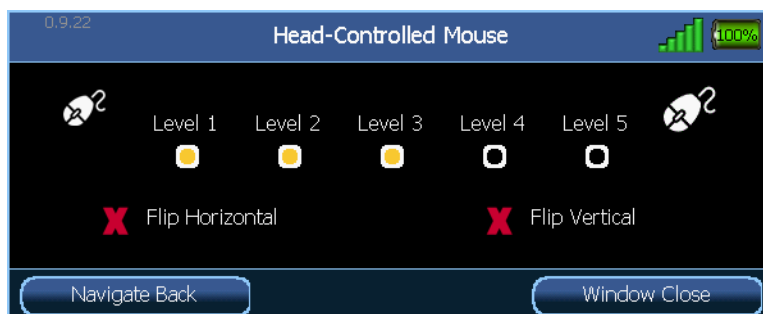 0.9.22
Head-Controlled Mouse
100%
Level 1 Level 2 Level 3 Level 4 Level 5
Flip Horizontal Flip Vertical
Navigate Back Window Close